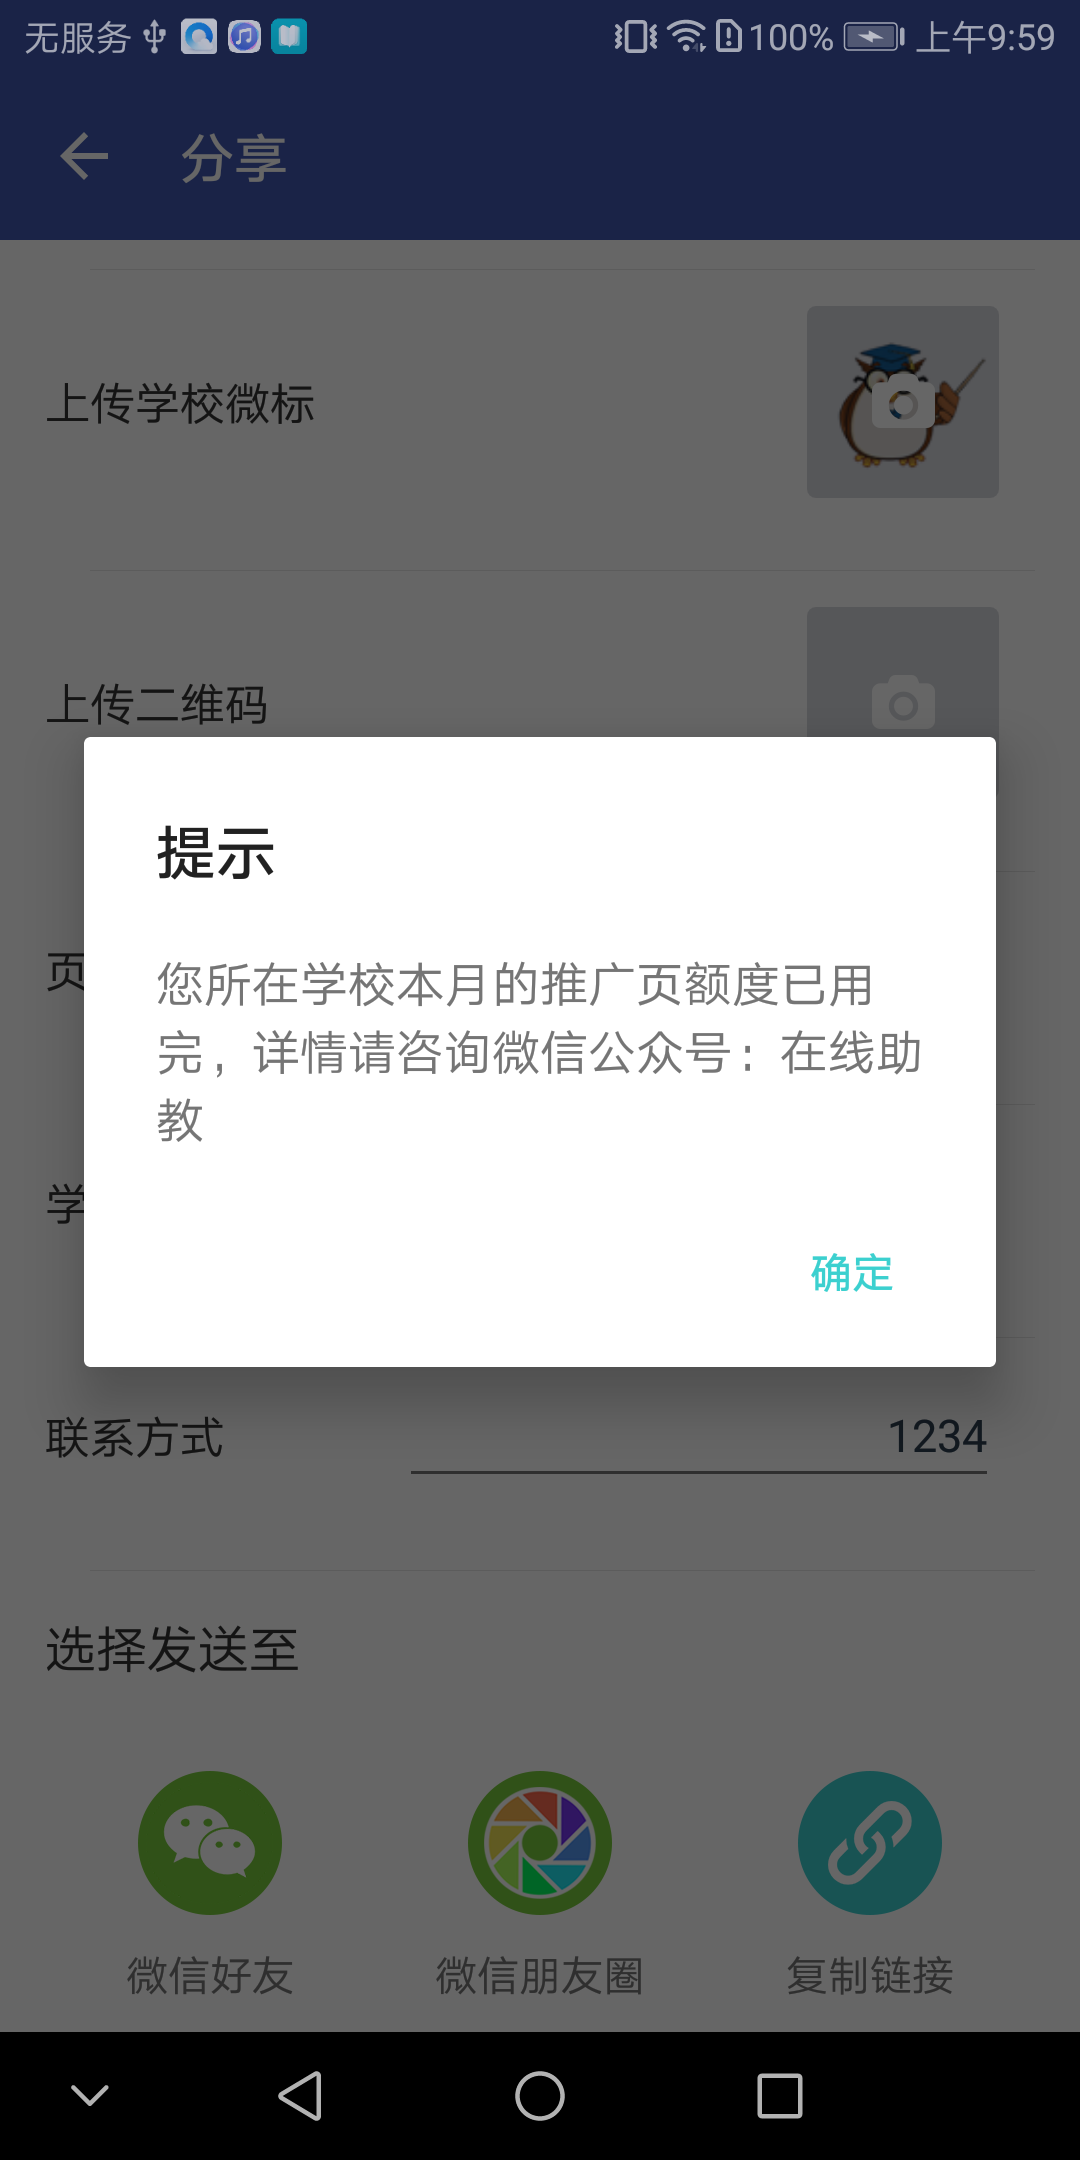 无服务
100%
上午9:59
分享
上传学校微标
上传二维码
提示
您所在学校本月的推广页额度已用
完，详情请咨询微信公众号：在线助
教
确定
页
学
联系方式
1234
选择发送至
微信好友
微信朋友圈
复制链接